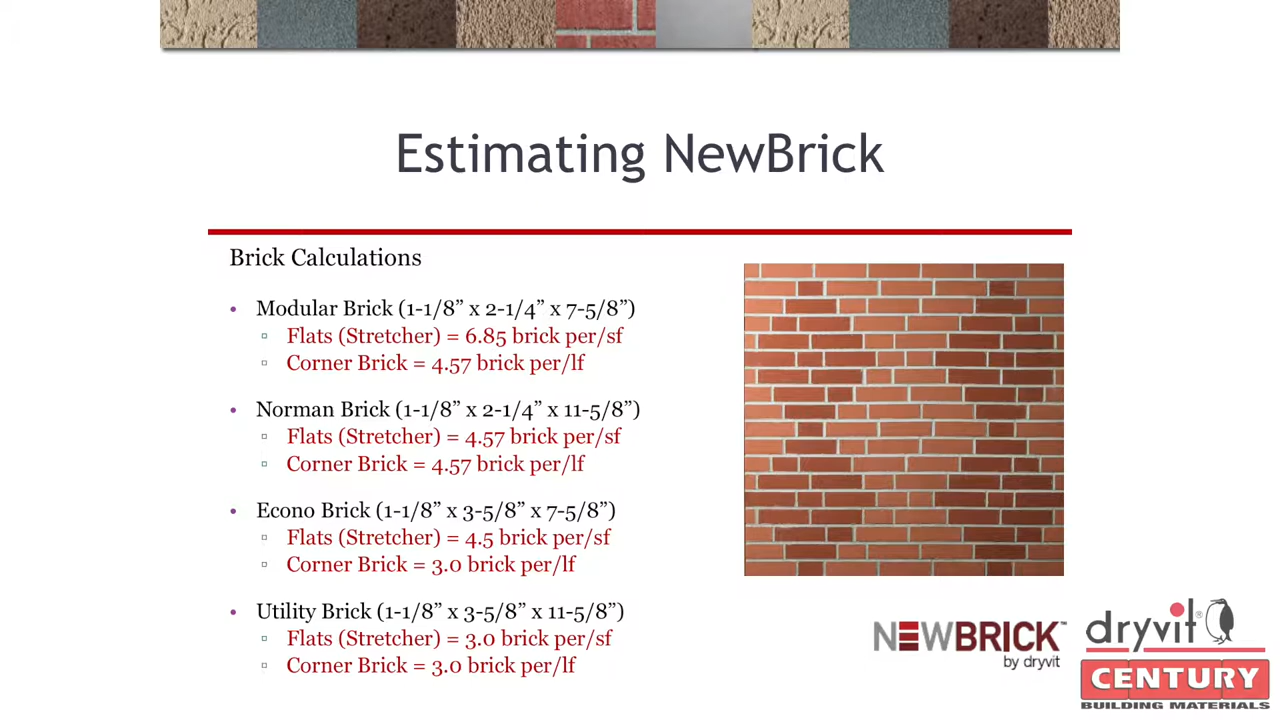 Estimating NewBrick
Brick Calculations
• Modular Brick (1-1/8” x 2-1/4” x 7-5/8”)
▫ Flats (Stretcher) = 6.85 brick per/sf
▫ Corner Brick = 4.57 brick per/lf
• Norman Brick (1-1/8” x 2-1/4” x 11-5/8”)
▫ Flats (Stretcher) = 4.57 brick per/sf
▫ Corner Brick = 4.57 brick per/lf
• Econo Brick (1-1/8” x 3-5/8” x 7-5/8”)
▫ Flats (Stretcher) = 4.5 brick per/sf
▫ Corner Brick = 3.0 brick per/lf
• Utility Brick (1-1/8” x 3-5/8” x 11-5/8”)
▫ Flats (Stretcher) = 3.0 brick per/sf
▫ Corner Brick = 3.0 brick per/lf
NEWBRICK™
by dryvit
dryvit®
CENTURY
BUILDING MATERIALS